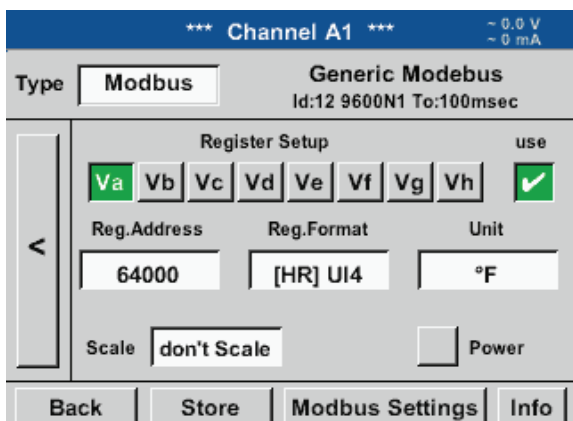 *** Channel A1 *** ~ 0.0 V
~ 0 mA
Type Modbus Generic Modebus
Id:12 9600N1 To:100msec
Register Setup use
Va Vb Vc Vd Ve Vf Vg Vh
< Reg.Address Reg.Format Unit
64000 [HR] UI4 °F
Scale don't Scale Power
Back Store Modbus Settings Info